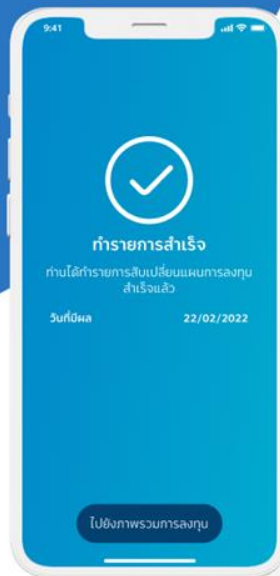 9:41
ทำรายการสำเร็จ
ท่านได้ทำรายการสับเปลี่ยนแผนการลงทุน
สำเร็จแล้ว
วันที่มีผล 22/02/2022
ไปยังภาพรวมการลงทุน